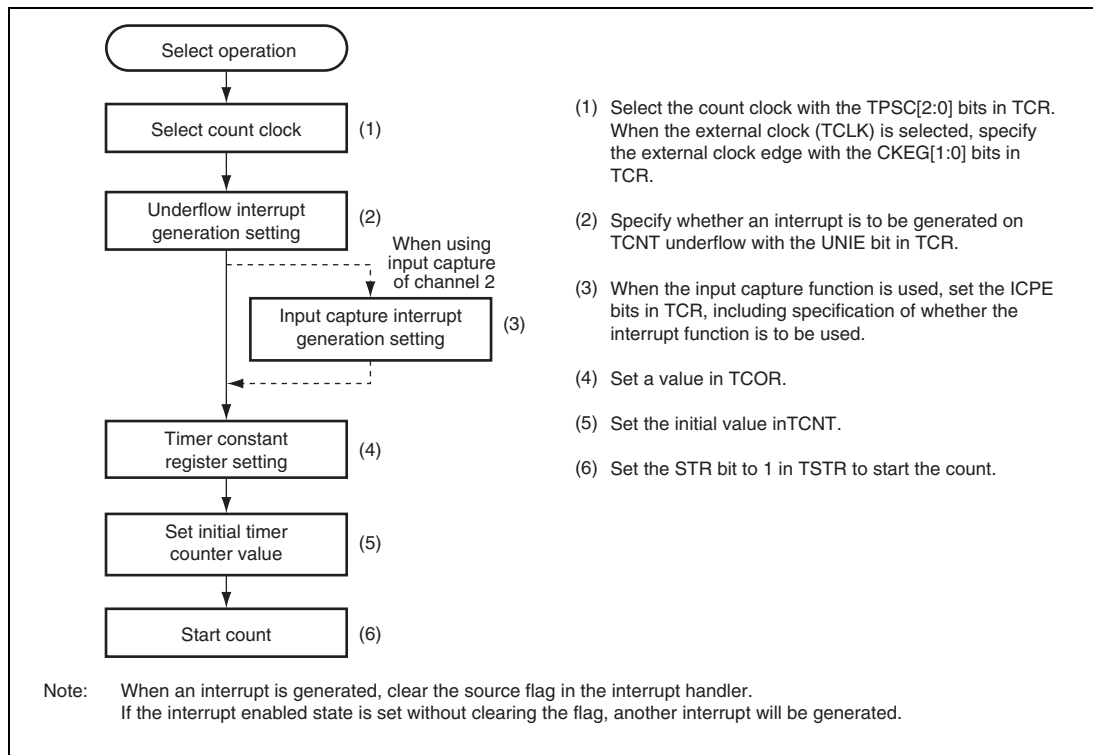 Select operation
Select count clock
(1)
Underflow interrupt
generation setting
(2)
When using
input capture
of channel 2
Input capture interrupt
generation setting
(3)
Timer constant
register setting
(4)
Set initial timer
counter value
(5)
Start count
(6)
(1) Select the count clock with the TPSC[2:0] bits in TCR.
When the external clock (TCLK) is selected, specify
the external clock edge with the CKEG[1:0] bits in
TCR.
(2) Specify whether an interrupt is to be generated on
TCNT underflow with the UNIE bit in TCR.
(3) When the input capture function is used, set the ICPE
bits in TCR, including specification of whether the
interrupt function is to be used.
(4) Set a value in TCOR.
(5) Set the initial value inTCNT.
(6) Set the STR bit to 1 in TSTR to start the count.
Note: When an interrupt is generated, clear the source flag in the interrupt handler.
If the interrupt enabled state is set without clearing the flag, another interrupt will be generated.